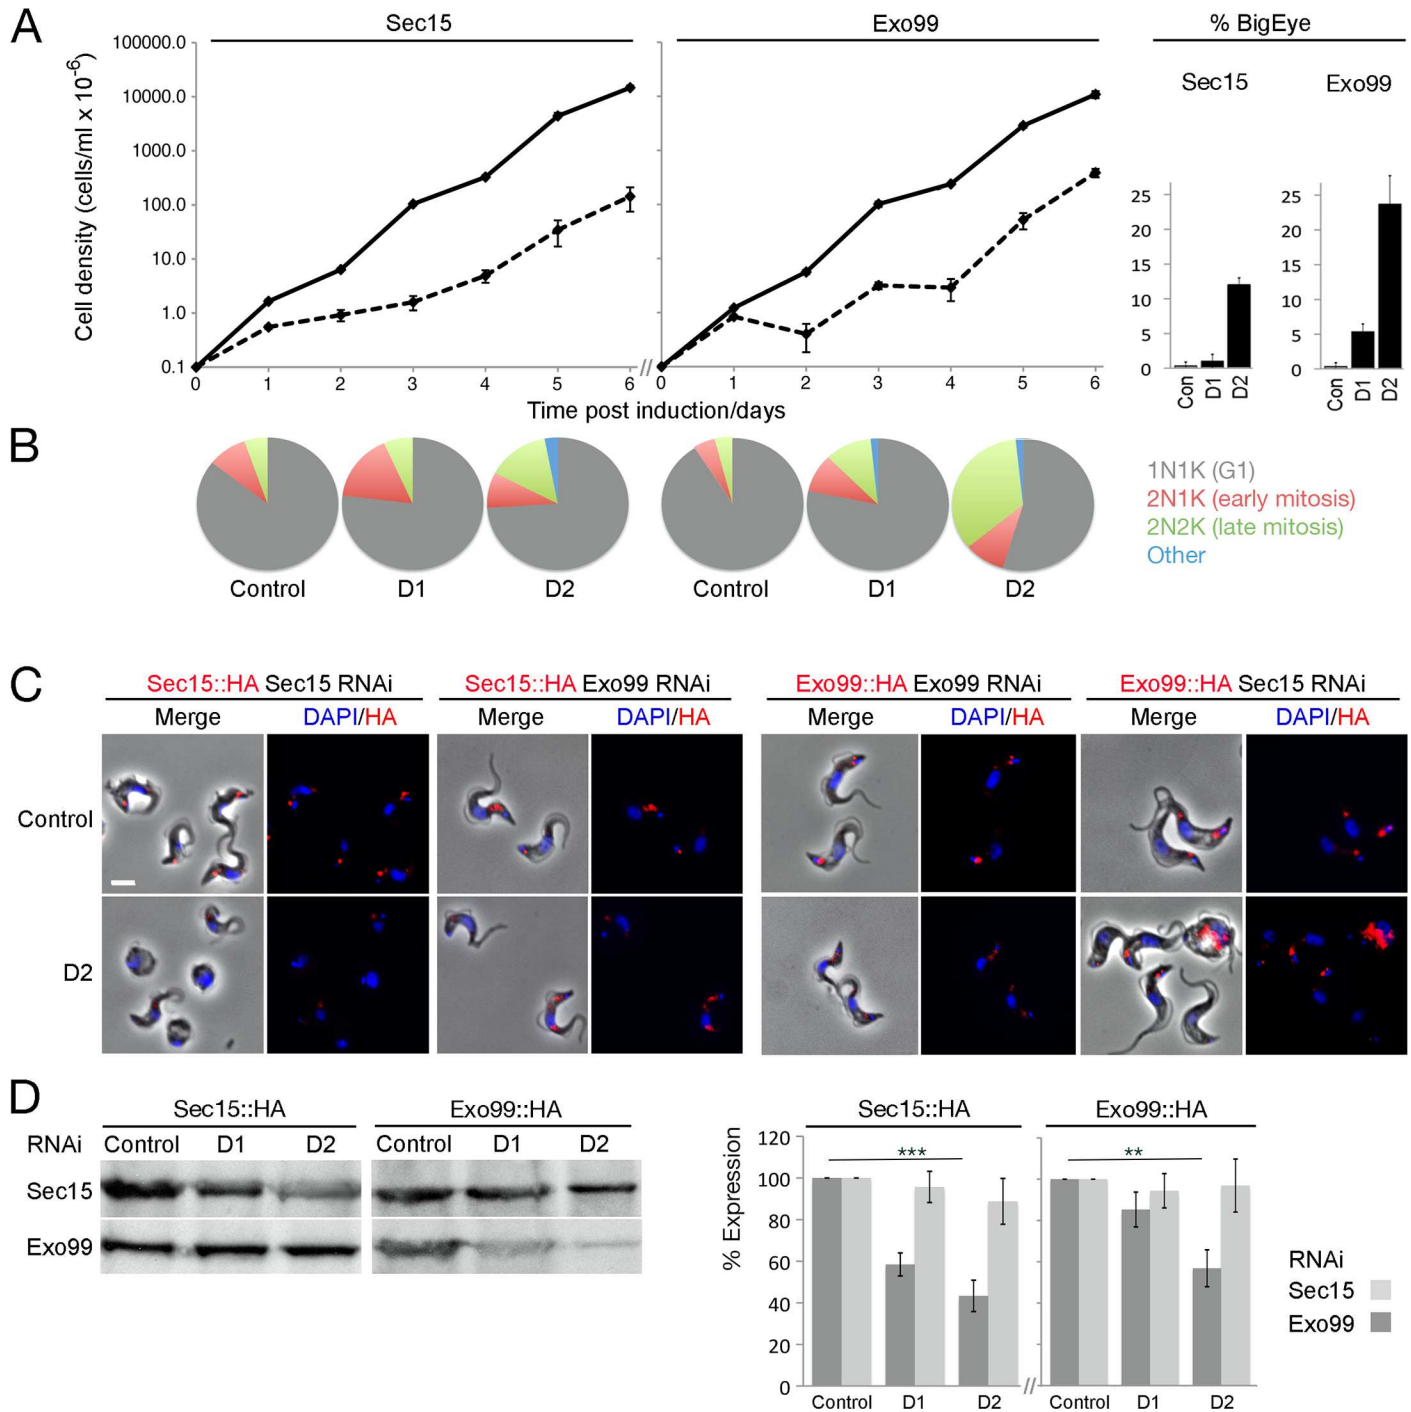 A
Sec15
Exo99
% BigEye
Cell density (cells/ml x 10-6)
100000.0
10000.0
1000.0
100.0
10.0
1.0
0.1
0 1 2 3 4 5 6
//
0 1 2 3 4 5 6
Time post induction/days
Sec15
Exo99
25
20
15
10
5
0
Con D1 D2
25
20
15
10
5
0
Con D1 D2
B
Control D1 D2
Control D1 D2
1N1K (G1)
2N1K (early mitosis)
2N2K (late mitosis)
Other
C
Sec15::HA Sec15 RNAi
Sec15::HA Exo99 RNAi
Exo99::HA Exo99 RNAi
Exo99::HA Sec15 RNAi
Merge DAPI/HA
Merge DAPI/HA
Merge DAPI/HA
Merge DAPI/HA
Control
D2
D
Sec15::HA
Exo99::HA
RNAi Control D1 D2 Control D1 D2
Sec15
Exo99
Sec15::HA
Exo99::HA
% Expression
120
100
80
60
40
20
0
***
**
Control D1 D2
//
Control D1 D2
RNAi
Sec15
Exo99